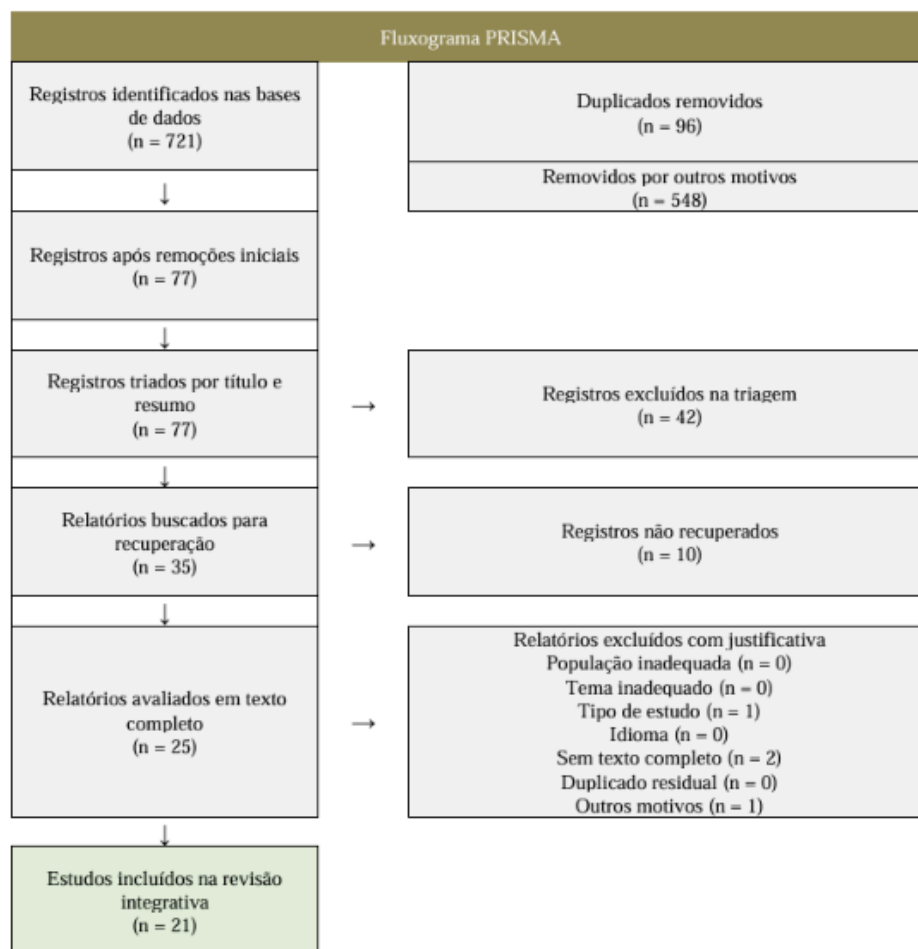 Fluxograma PRISMA
Registros identificados nas bases
de dados
(n = 721)
Duplicados removidos
(n = 96)
Removidos por outros motivos
(n = 548)
↓
Registros após remoções iniciais
(n = 77)
↓
Registros triados por título e
resumo
(n = 77)
→
Registros excluídos na triagem
(n = 42)
↓
Relatórios buscados para
recuperação
(n = 35)
→
Registros não recuperados
(n = 10)
↓
Relatórios avaliados em texto
completo
(n = 25)
→
Relatórios excluídos com justificativa
População inadequada (n = 0)
Tema inadequado (n = 0)
Tipo de estudo (n = 1)
Idioma (n = 0)
Sem texto completo (n = 2)
Duplicado residual (n = 0)
Outros motivos (n = 1)
↓
Estudos incluídos na revisão
integrativa
(n = 21)